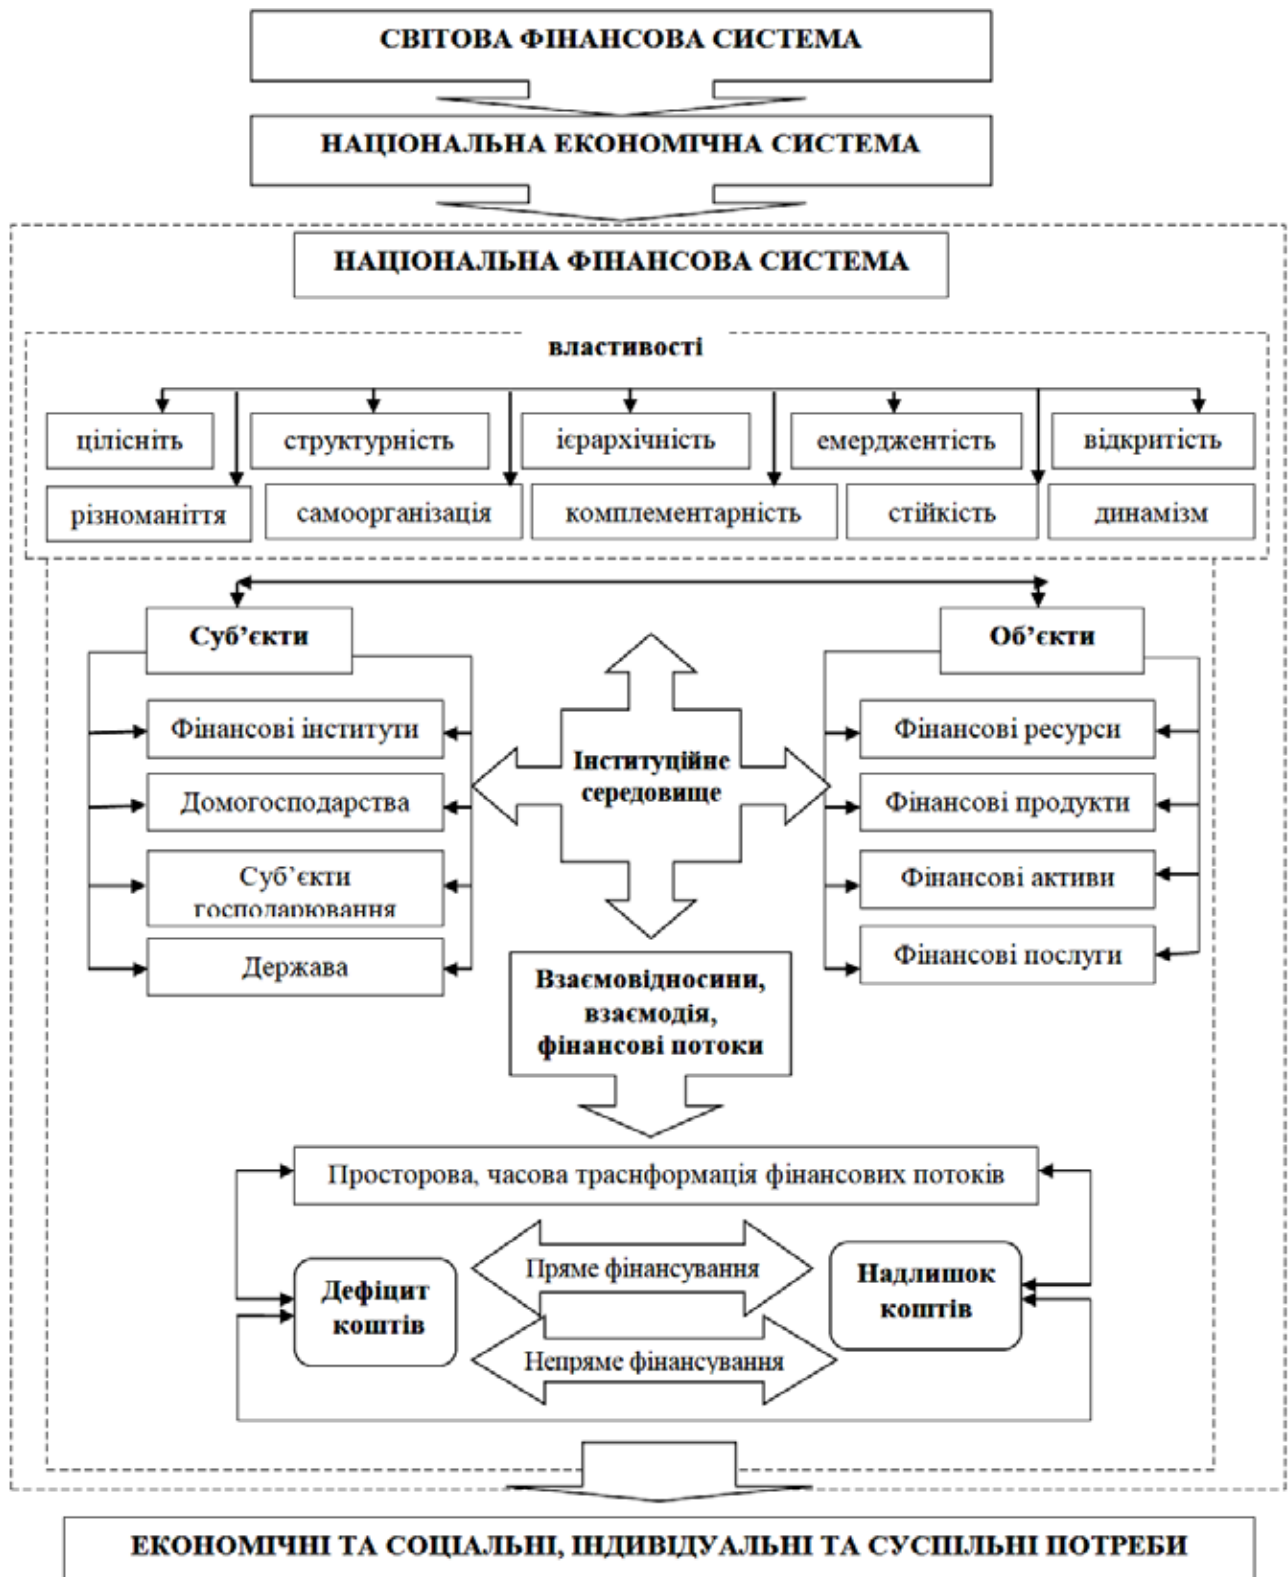 СВІТОВА ФІНАНСОВА СИСТЕМА
НАЦІОНАЛЬНА ЕКОНОМІЧНА СИСТЕМА
НАЦІОНАЛЬНА ФІНАНСОВА СИСТЕМА
властивості
цілісніть
структурність
ієрархічність
емерджентість
відкритість
різноманіття
самоорганізація
комплементарність
стійкість
динамізм
Суб’єкти
Об’єкти
Фінансові інститути
Домогосподарства
Суб’єкти
господарювання
Держава
Інституційне
середовище
Фінансові ресурси
Фінансові продукти
Фінансові активи
Фінансові послуги
Взаємовідносини,
взаємодія,
фінансові потоки
Просторова, часова траснформація фінансових потоків
Дефіцит
коштів
Пряме фінансування
Непряме фінансування
Надлишок
коштів
ЕКОНОМІЧНІ ТА СОЦІАЛЬНІ, ІНДИВІДУАЛЬНІ ТА СУСПІЛЬНІ ПОТРЕБИ